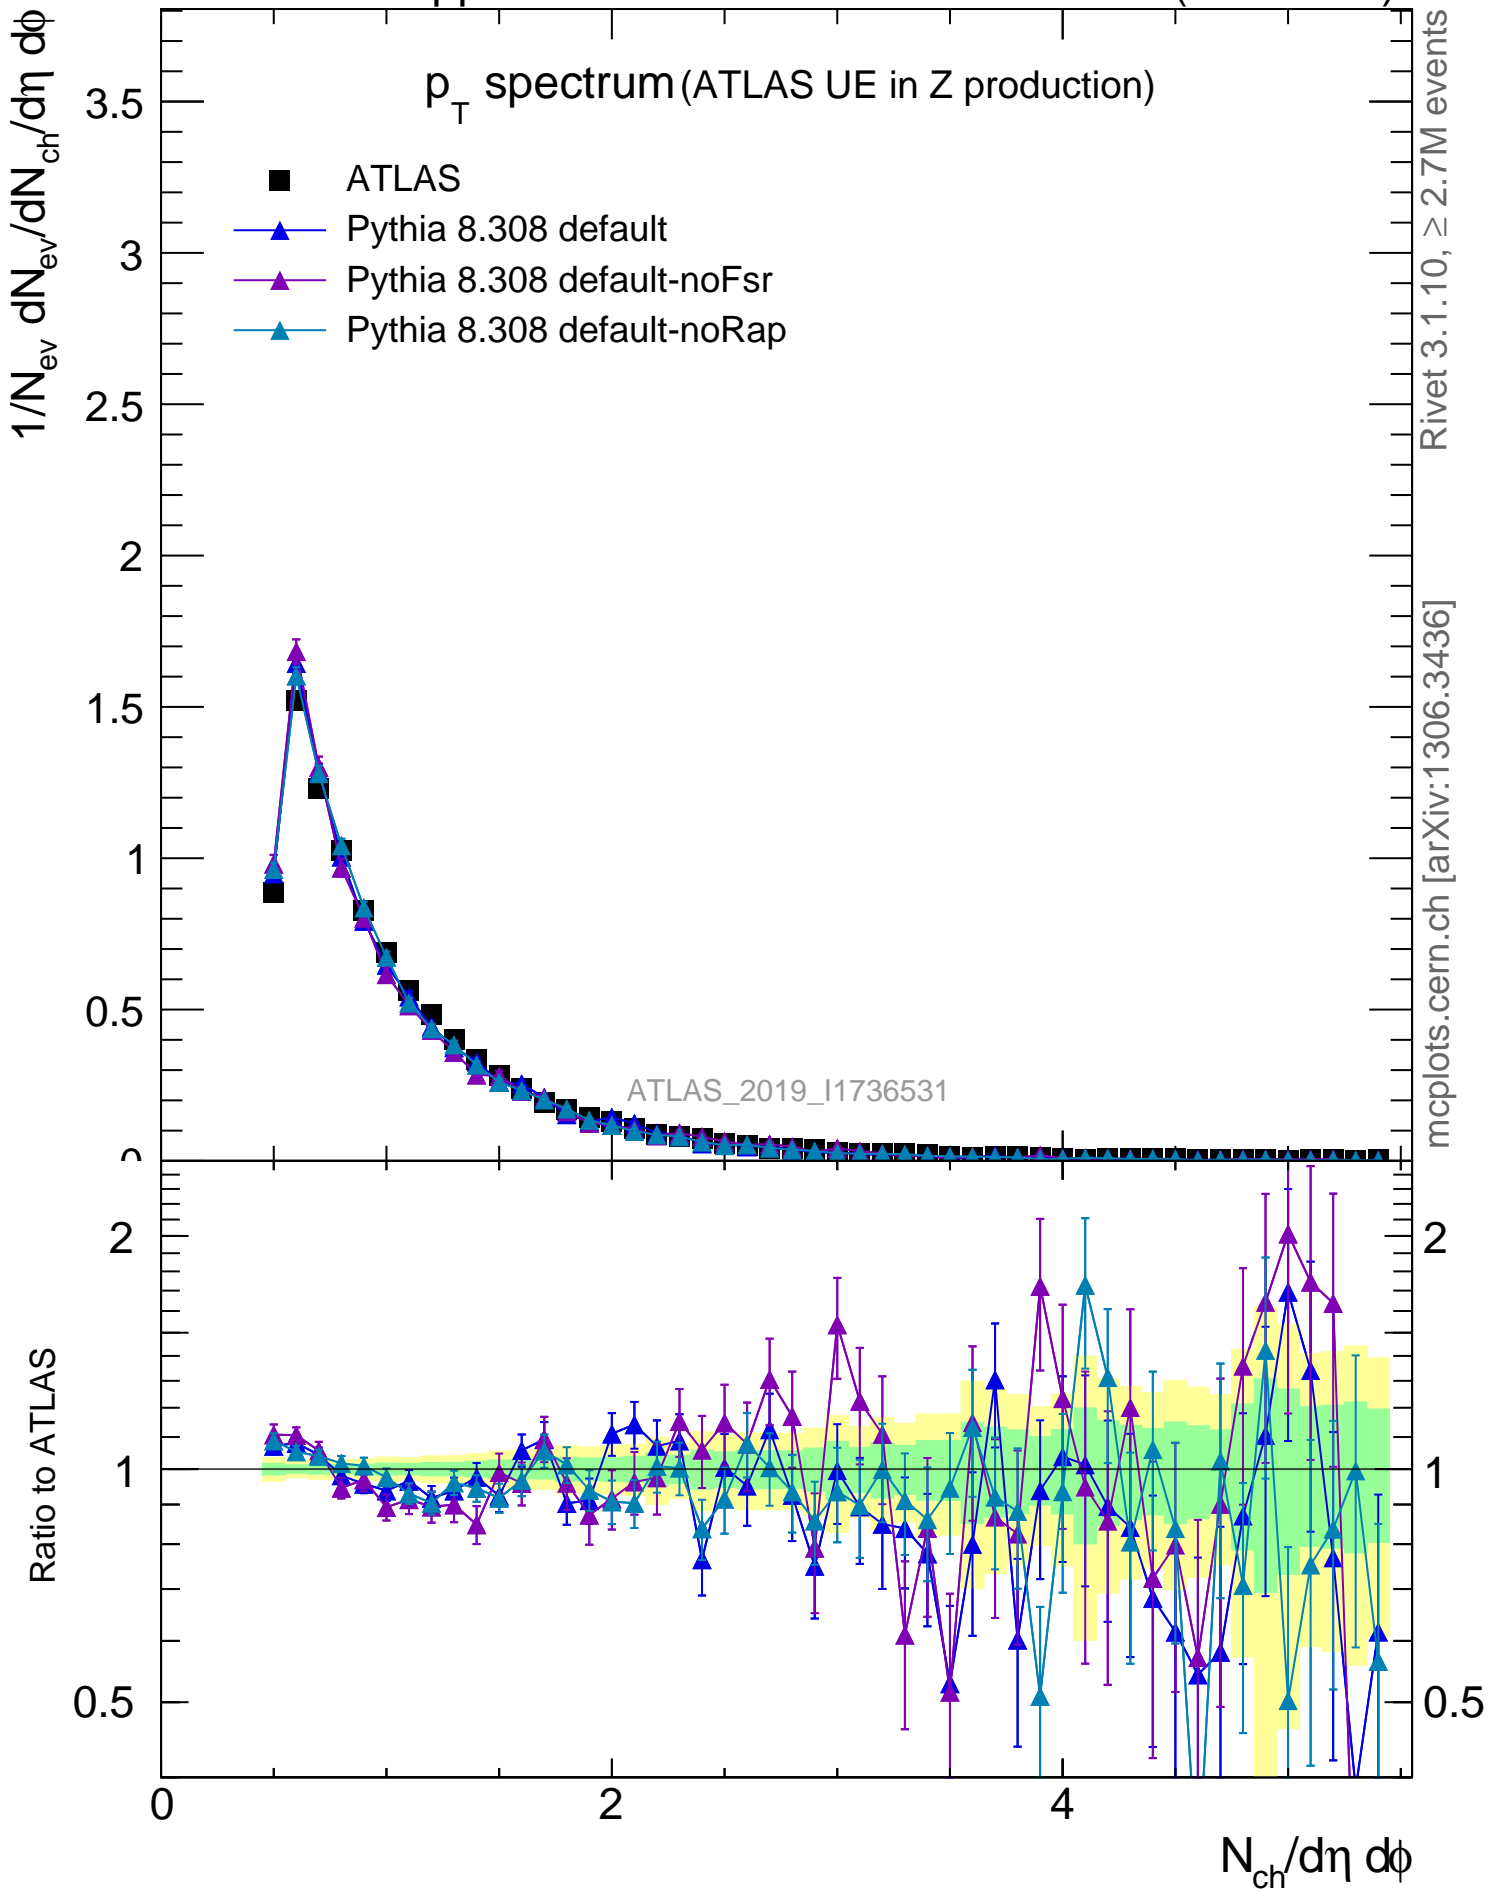 p_T spectrum (ATLAS UE in Z production)
1/N_ev dN_ev/dN_ch/dη dϕ
ATLAS
Pythia 8.308 default
Pythia 8.308 default-noFsr
Pythia 8.308 default-noRap
3.5
3
2.5
2
1.5
1
0.5
0
ATLAS_2019_I1736531
Rivet 3.1.10, ≥ 2.7M events
mcplots.cern.ch [arXiv:1306.3436]
Ratio to ATLAS
2
1
0.5
2
1
0.5
0
2
4
N_ch/dη dϕ